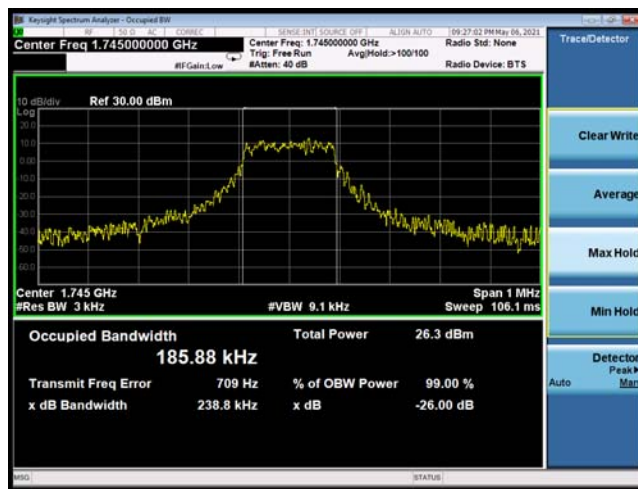 Keysight Spectrum Analyzer - Occupied BW
RF 50 Ω AC CORREC SENSE:INT SOURCE OFF ALIGN AUTO 09:27:02 PM May 06, 2021
Center Freq 1.745000000 GHz
Center Freq: 1.745000000 GHz
Radio Std: None
Trig: Free Run Avg|Hold:>100/100
#IFGain:Low #Atten: 40 dB Radio Device: BTS
Trace/Detector
10 dB/div Ref 30.00 dBm
Log
20.0
10.0
0.00
10.0
20.0
30.0
40.0
50.0
60.0
Center 1.745 GHz Span 1 MHz
#Res BW 3 kHz #VBW 9.1 kHz Sweep 106.1 ms
Occupied Bandwidth Total Power 26.3 dBm
185.88 kHz
Transmit Freq Error 709 Hz % of OBW Power 99.00 %
x dB Bandwidth 238.8 kHz x dB -26.00 dB
Clear Write
Average
Max Hold
Min Hold
Detector
Peak▶
Auto Man
MSG STATUS